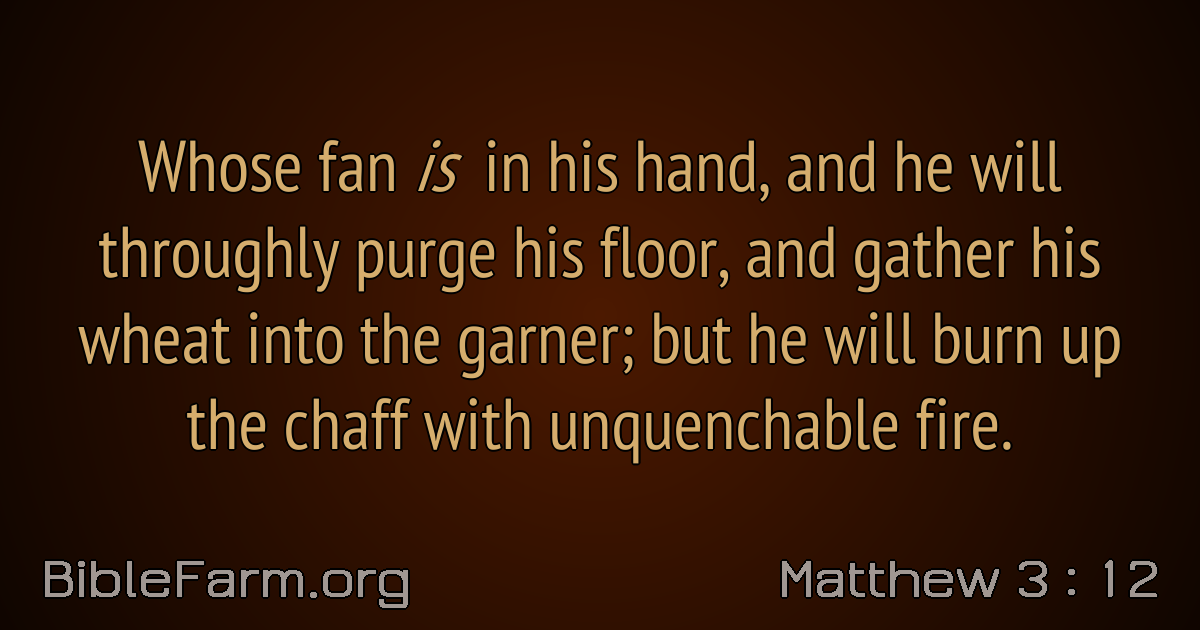 Whose fan is in his hand, and he will
throughly purge his floor, and gather his
wheat into the garner; but he will burn up
the chaff with unquenchable fire.
BibleFarm.org
Matthew 3 : 12